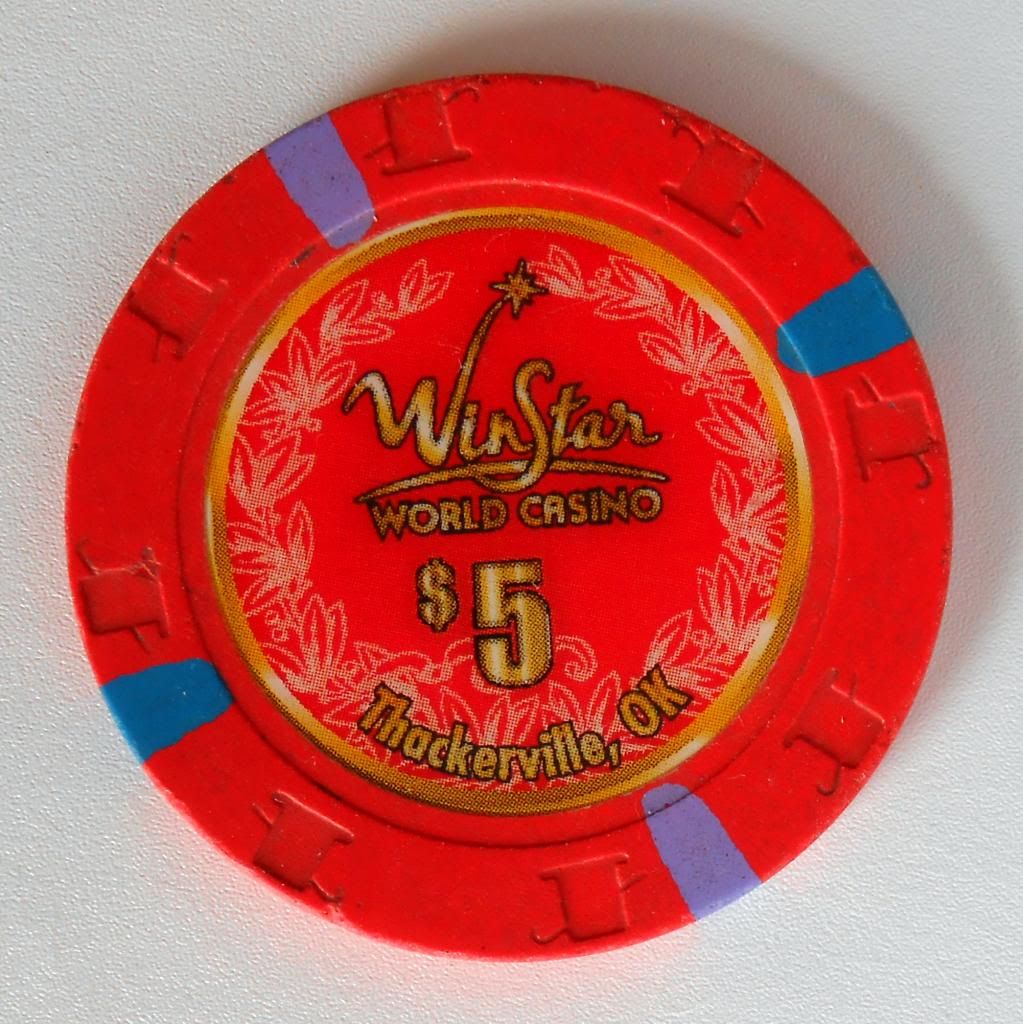 WinStar
WORLD CASINO
$5
Thackerville, OK